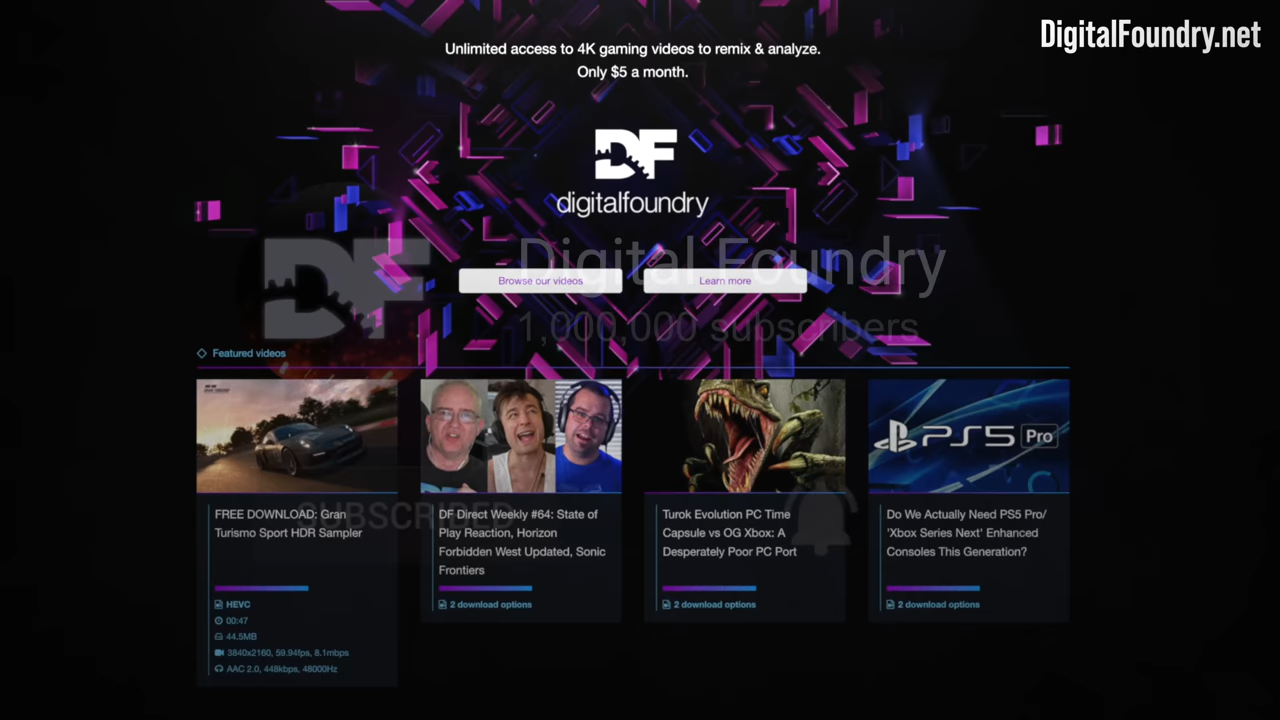 DigitalFoundry.net
Unlimited access to 4K gaming videos to remix & analyze.
Only $5 a month.
DF
digitalfoundry
DF
Digital Foundry
Browse our videos
Learn more
1,000,000 subscribers
Featured videos
PS5 Pro
FREE DOWNLOAD: Gran
Turismo Sport HDR Sampler
HEVC
00:47
44.5MB
3840x2160, 59.94fps, 8.1mbps
AAC 2.0, 448kbps, 48000Hz
SUBSCRIBED
DF Direct Weekly #64: State of
Play Reaction, Horizon
Forbidden West Updated, Sonic
Frontiers
2 download options
Turok Evolution PC Time
Capsule vs OG Xbox: A
Desperately Poor PC Port
2 download options
Do We Actually Need PS5 Pro/
'Xbox Series Next' Enhanced
Consoles This Generation?
2 download options